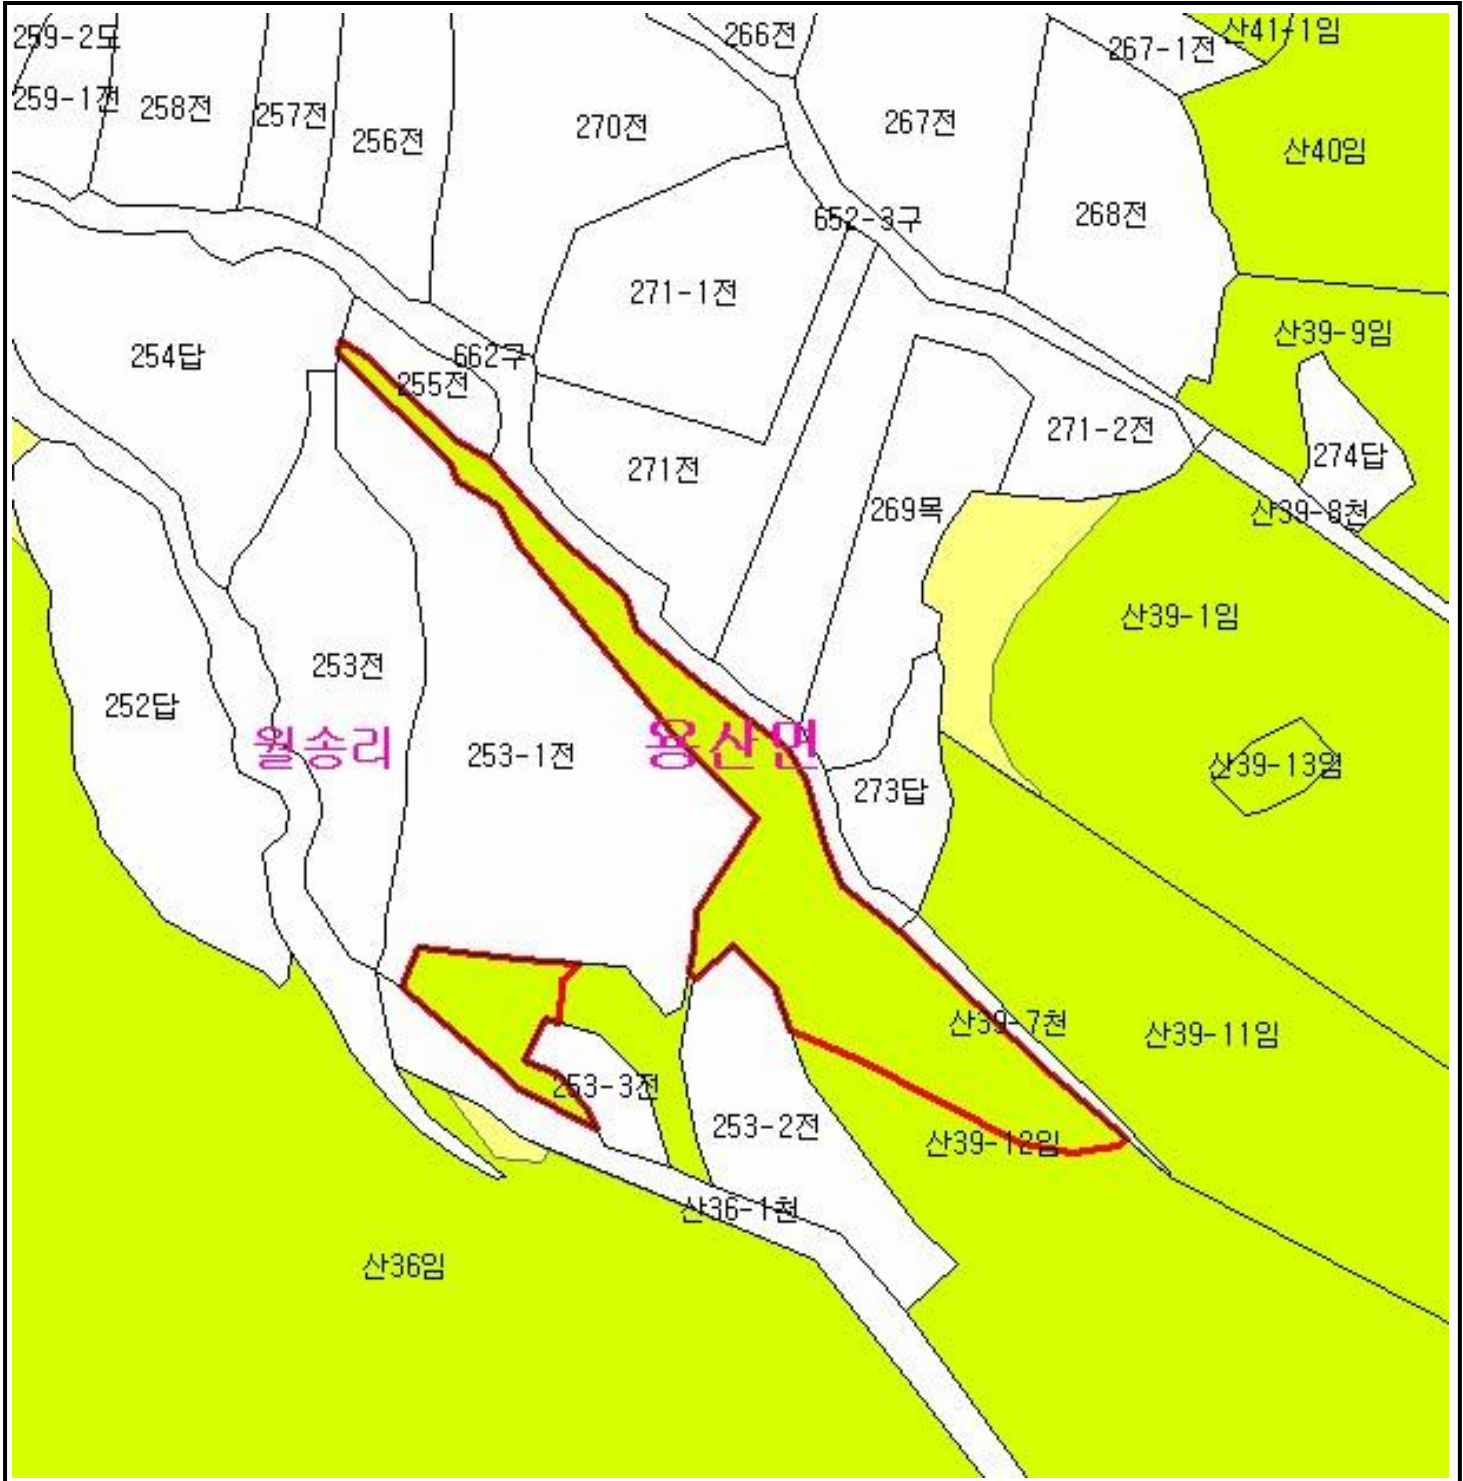 259-2도
266전
산41-1임
267-1전
259-1전
258전
257전
256전
270전
267전
산40임
652-3구
268전
271-1전
254답
662구
255전
산39-9임
271-2전
274답
271전
269목
산39-8천
산39-1임
253전
252답
월송리
253-1전
용산면
273답
산39-13임
산39-7천
산39-11임
253-3전
253-2전
산39-12임
산36-1천
산36임